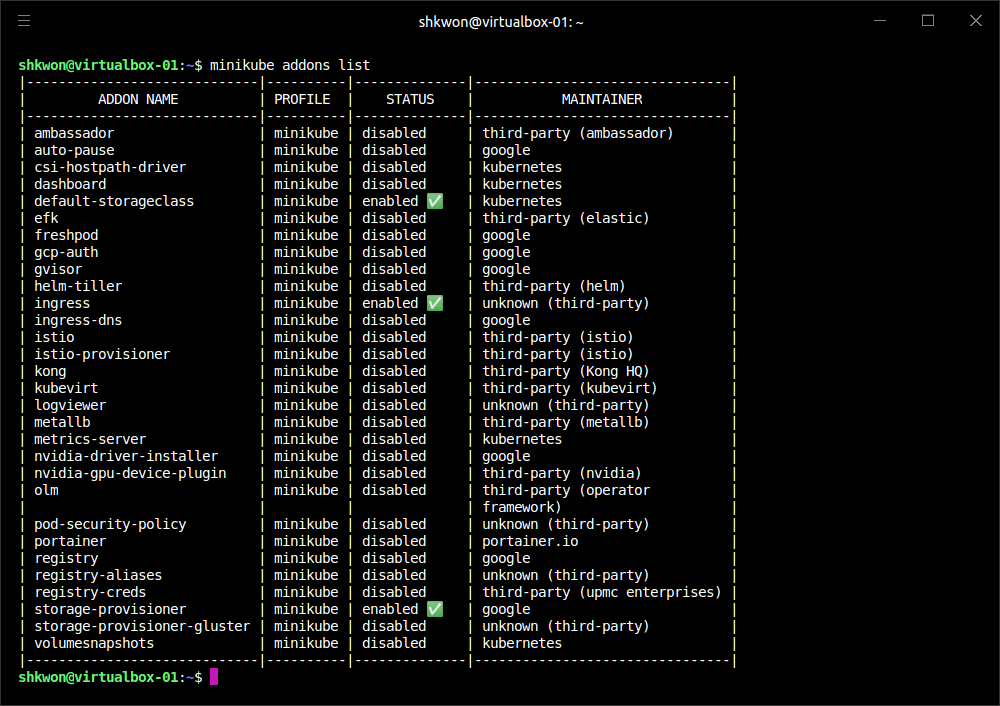 shkwon@virtualbox-01: ~
shkwon@virtualbox-01:~$ minikube addons list
|-----------------------------|----------|--------------|--------------------------------|
|         ADDON NAME          | PROFILE  |    STATUS    |           MAINTAINER           |
|-----------------------------|----------|--------------|--------------------------------|
| ambassador                  | minikube | disabled     | third-party (ambassador)       |
| auto-pause                  | minikube | disabled     | google                         |
| csi-hostpath-driver         | minikube | disabled     | kubernetes                     |
| dashboard                   | minikube | disabled     | kubernetes                     |
| default-storageclass        | minikube | enabled ✅   | kubernetes                     |
| efk                         | minikube | disabled     | third-party (elastic)          |
| freshpod                    | minikube | disabled     | google                         |
| gcp-auth                    | minikube | disabled     | google                         |
| gvisor                      | minikube | disabled     | google                         |
| helm-tiller                 | minikube | disabled     | third-party (helm)             |
| ingress                     | minikube | enabled ✅   | unknown (third-party)          |
| ingress-dns                 | minikube | disabled     | google                         |
| istio                       | minikube | disabled     | third-party (istio)            |
| istio-provisioner           | minikube | disabled     | third-party (istio)            |
| kong                        | minikube | disabled     | third-party (Kong HQ)          |
| kubevirt                    | minikube | disabled     | third-party (kubevirt)         |
| logviewer                   | minikube | disabled     | unknown (third-party)          |
| metallb                     | minikube | disabled     | third-party (metallb)          |
| metrics-server              | minikube | disabled     | kubernetes                     |
| nvidia-driver-installer     | minikube | disabled     | google                         |
| nvidia-gpu-device-plugin    | minikube | disabled     | third-party (nvidia)           |
| olm                         | minikube | disabled     | third-party (operator          |
|                             |          |              | framework)                     |
| pod-security-policy         | minikube | disabled     | unknown (third-party)          |
| portainer                   | minikube | disabled     | portainer.io                   |
| registry                    | minikube | disabled     | google                         |
| registry-aliases            | minikube | disabled     | unknown (third-party)          |
| registry-creds              | minikube | disabled     | third-party (upmc enterprises) |
| storage-provisioner         | minikube | enabled ✅   | google                         |
| storage-provisioner-gluster | minikube | disabled     | unknown (third-party)          |
| volumesnapshots             | minikube | disabled     | kubernetes                     |
|-----------------------------|----------|--------------|--------------------------------|
shkwon@virtualbox-01:~$